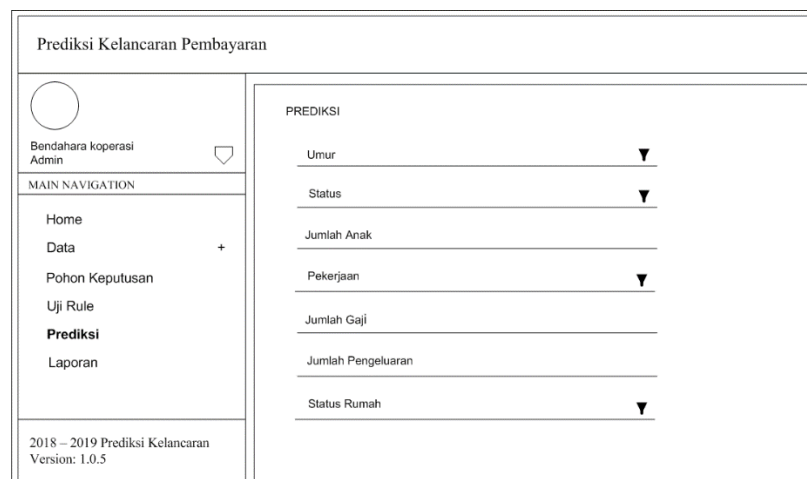 Prediksi Kelancaran Pembayaran
Bendahara koperasi
Admin
MAIN NAVIGATION
Home
Data +
Pohon Keputusan
Uji Rule
Prediksi
Laporan
2018 – 2019 Prediksi Kelancaran
Version: 1.0.5
PREDIKSI
Umur
Status
Jumlah Anak
Pekerjaan
Jumlah Gaji
Jumlah Pengeluaran
Status Rumah